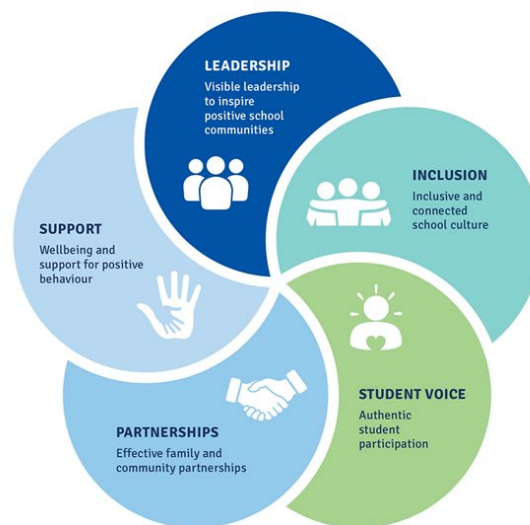 LEADERSHIP
Visible leadership
to inspire
positive school
communities
INCLUSION
Inclusive and
connected
school culture
STUDENT VOICE
Authentic
student
participation
PARTNERSHIPS
Effective family and
community partnerships
SUPPORT
Wellbeing and
support for positive
behaviour